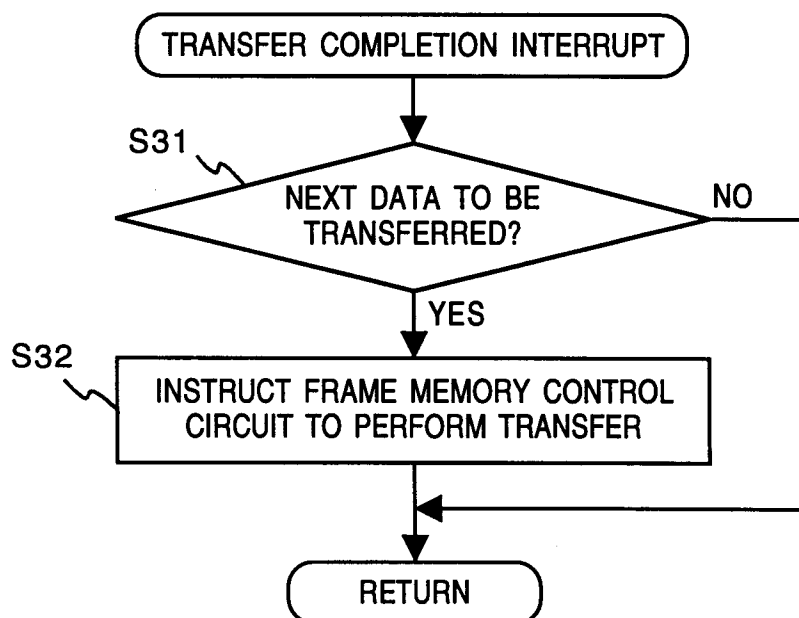 TRANSFER COMPLETION INTERRUPT
S31
NEXT DATA TO BE
TRANSFERRED?
NO
YES
S32
INSTRUCT FRAME MEMORY CONTROL
CIRCUIT TO PERFORM TRANSFER
RETURN